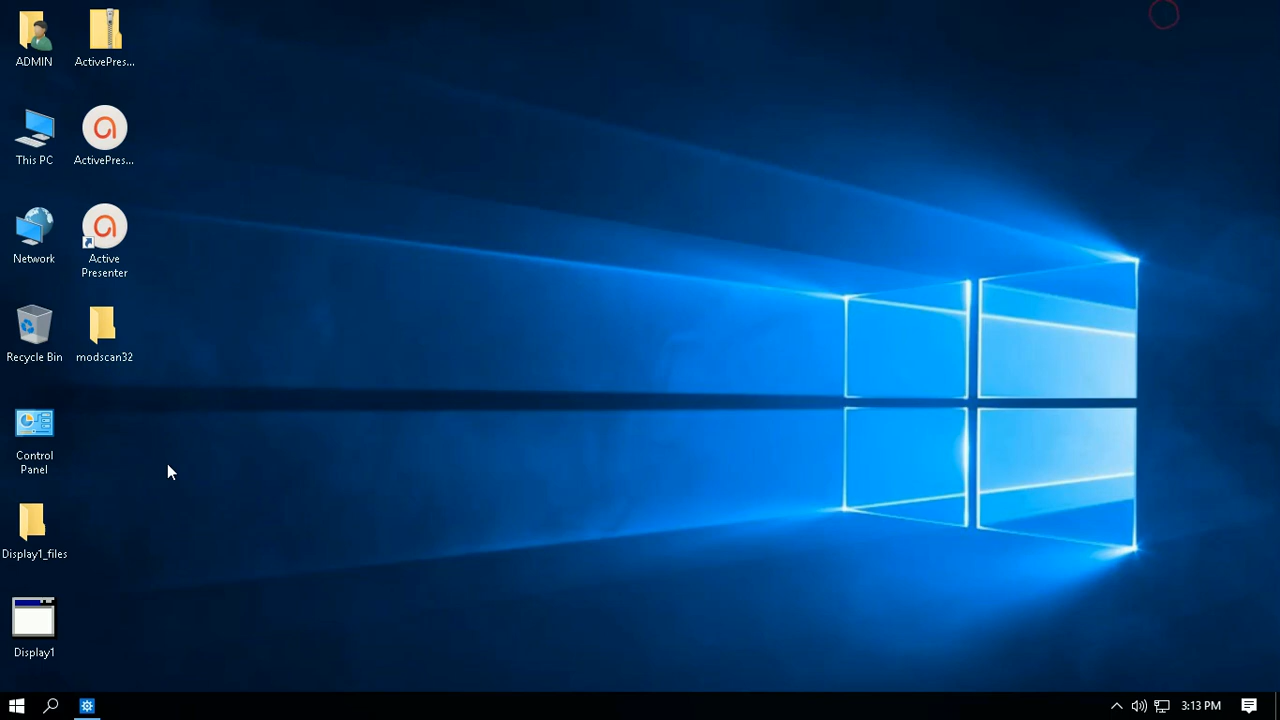 ADMIN
ActivePres...
This PC
ActivePres...
Network
Active
Presenter
Recycle Bin
modscan32
Control
Panel
Display1_files
Display1
3:13 PM